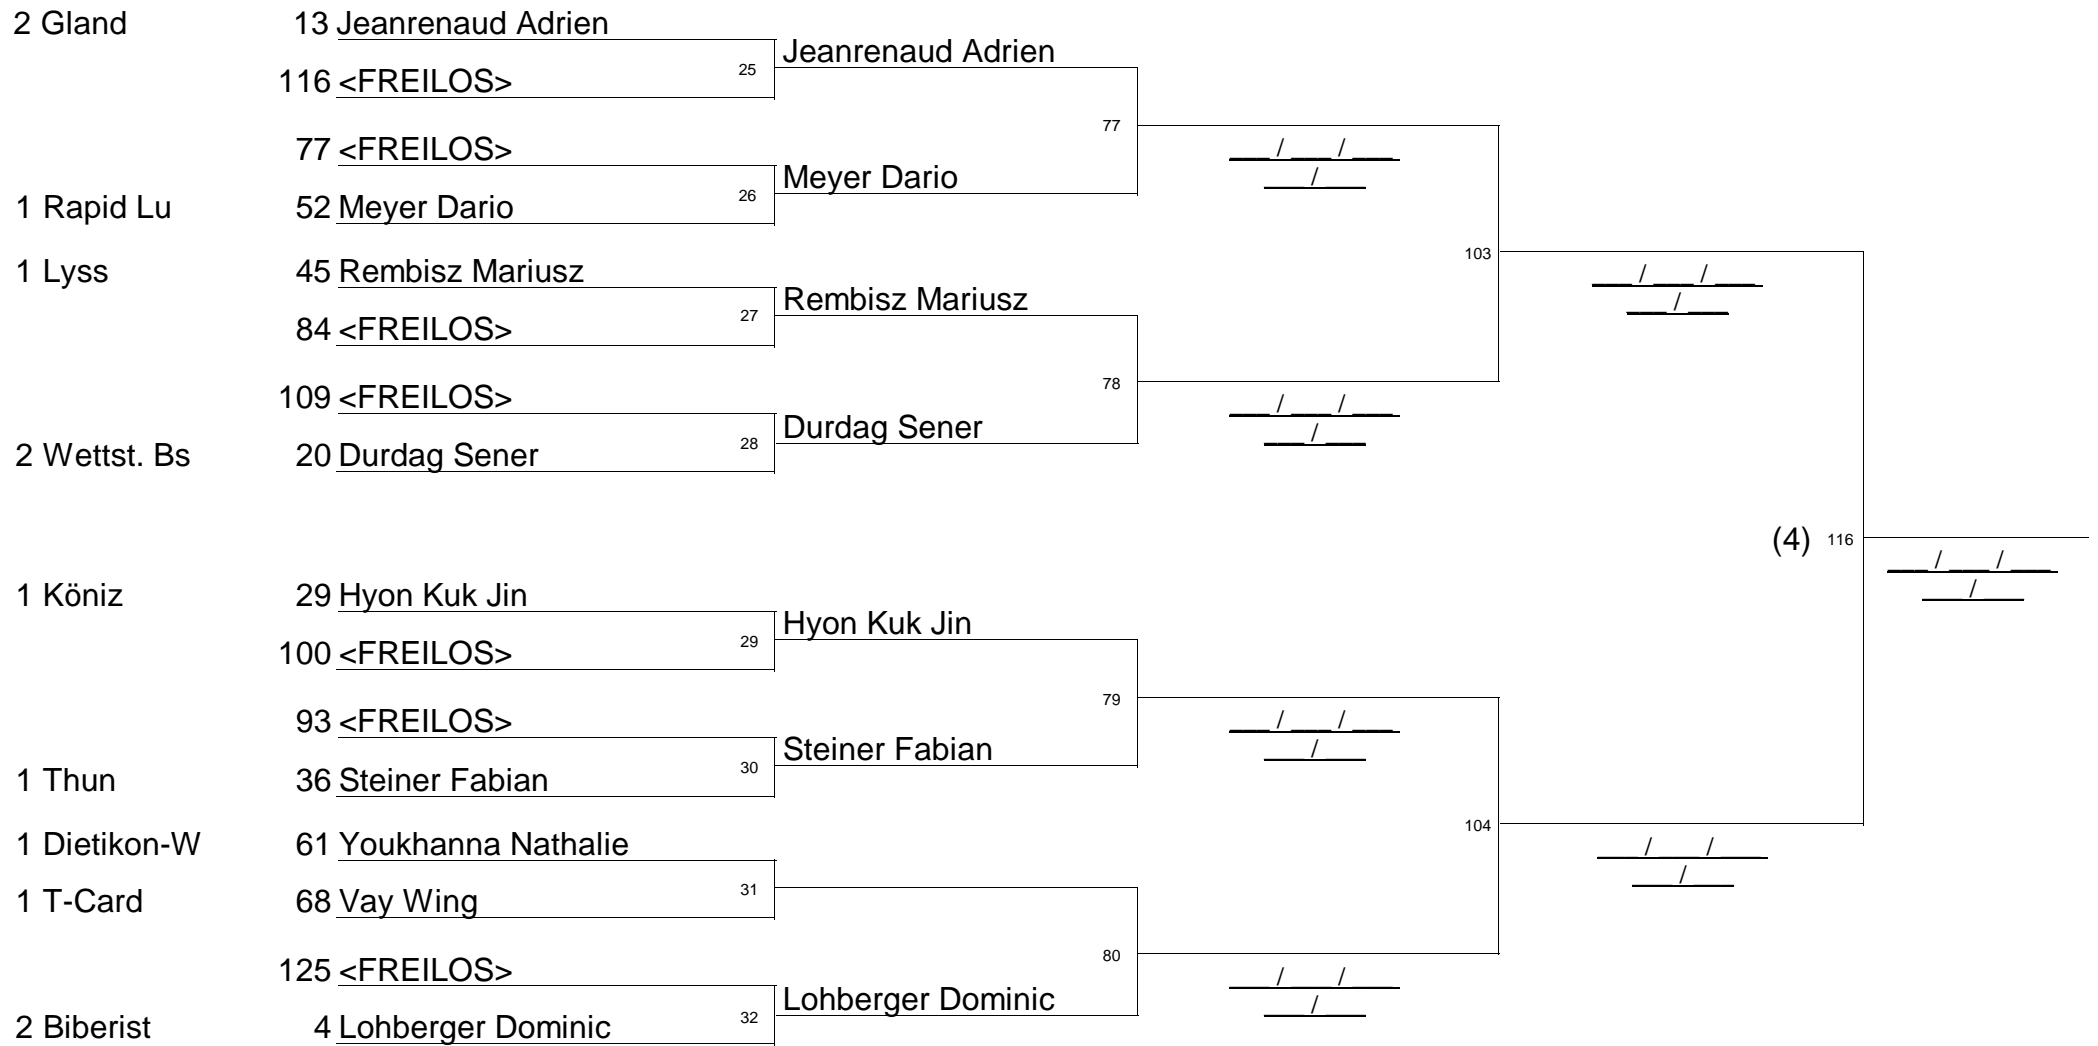 2 Gland 13 Jeanrenaud Adrien
Jeanrenaud Adrien
25
116 <FREILOS>
77
77 <FREILOS>
___ / ___ / ___
___ / ___
Meyer Dario
26
1 Rapid Lu 52 Meyer Dario
103
1 Lyss 45 Rembisz Mariusz
___ / ___ / ___
___ / ___
Rembisz Mariusz
27
84 <FREILOS>
78
109 <FREILOS>
___ / ___ / ___
___ / ___
Durdag Sener
28
2 Wettst. Bs 20 Durdag Sener
(4) 116
___ / ___ / ___
___ / ___
1 Köniz 29 Hyon Kuk Jin
Hyon Kuk Jin
29
100 <FREILOS>
79
93 <FREILOS>
___ / ___ / ___
___ / ___
Steiner Fabian
30
1 Thun 36 Steiner Fabian
104
1 Dietikon-W 61 Youkhanna Nathalie
___ / ___ / ___
___ / ___
31
1 T-Card 68 Vay Wing
80
125 <FREILOS>
___ / ___ / ___
___ / ___
Lohberger Dominic
32
2 Biberist 4 Lohberger Dominic